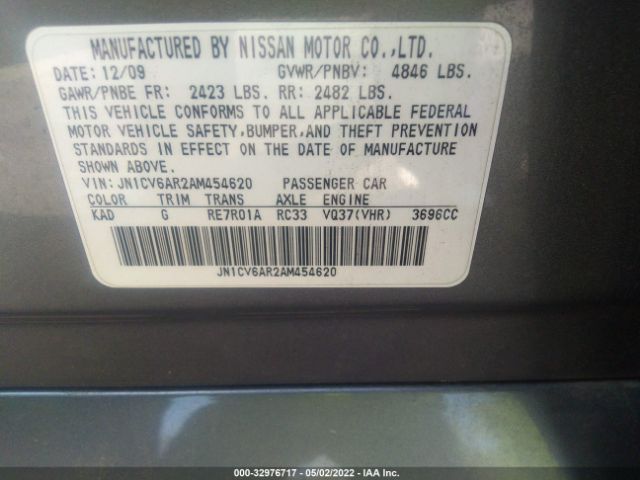 MANUFACTURED BY NISSAN MOTOR CO.,LTD.
DATE: 12/09 GVWR/PNBV: 4846 LBS.
GAWR/PNBE FR: 2423 LBS. RR: 2482 LBS.
THIS VEHICLE CONFORMS TO ALL APPLICABLE FEDERAL
MOTOR VEHICLE SAFETY, BUMPER, AND THEFT PREVENTION
STANDARDS IN EFFECT ON THE DATE OF MANUFACTURE
SHOWN ABOVE.
VIN: JN1CV6AR2AM454620 PASSENGER CAR
COLOR TRIM TRANS AXLE ENGINE
KAD G RE7R01A RC33 VQ37(VHR) 3696CC
JN1CV6AR2AM454620
000-32976717 - 05/02/2022 - IAA, Inc.